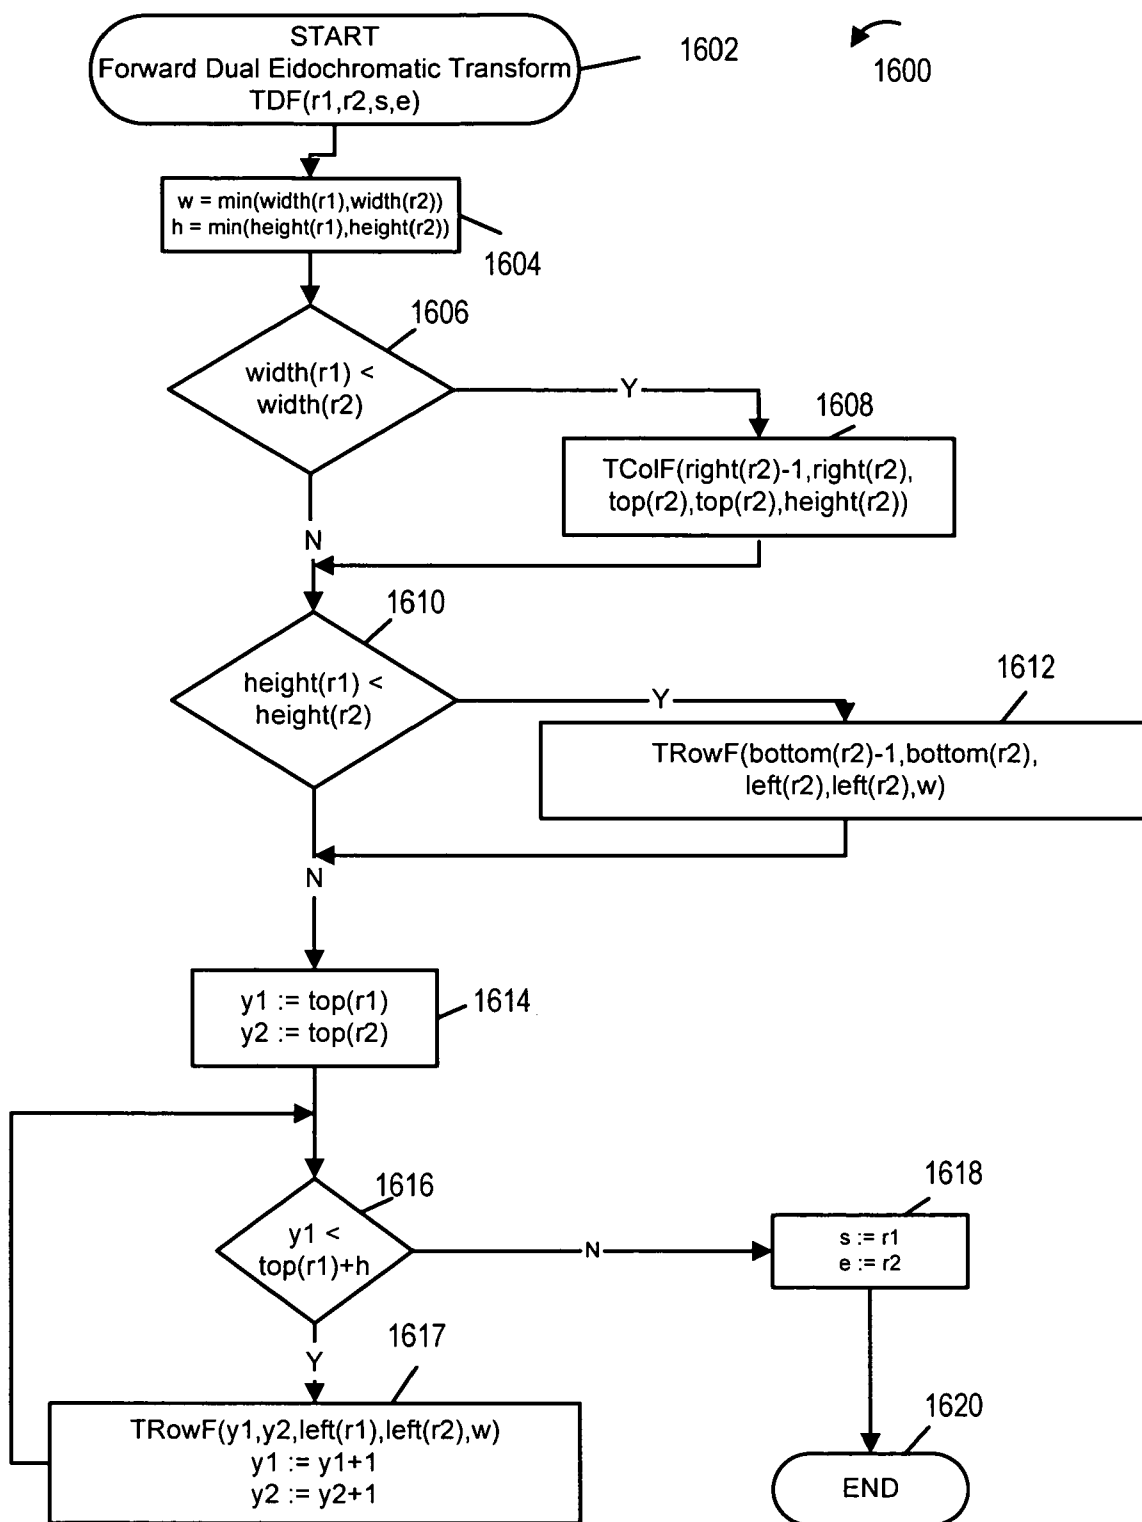 START
Forward Dual Eidochromatic Transform
TDF(r1,r2,s,e)
1602
1600
w = min(width(r1),width(r2))
h = min(height(r1),height(r2))
1604
1606
width(r1) <
width(r2)
Y
1608
TColF(right(r2)-1,right(r2),
top(r2),top(r2),height(r2))
N
1610
height(r1) <
height(r2)
Y
1612
TRowF(bottom(r2)-1,bottom(r2),
left(r2),left(r2),w)
N
y1 := top(r1)
y2 := top(r2)
1614
1616
y1 <
top(r1)+h
N
1618
s := r1
e := r2
Y
1617
TRowF(y1,y2,left(r1),left(r2),w)
y1 := y1+1
y2 := y2+1
1620
END